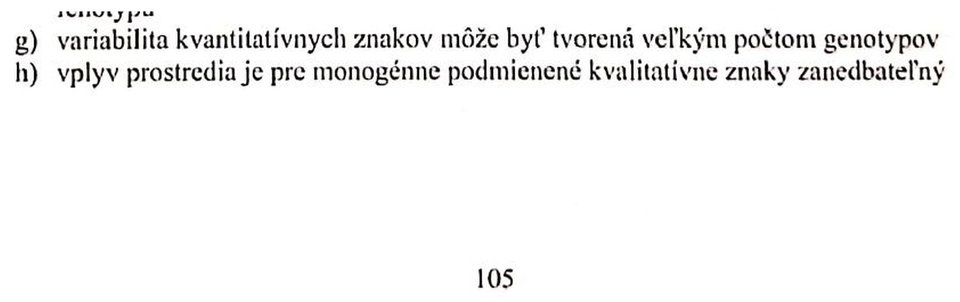 g) variabilita kvantitatívnych znakov môže byť tvorená veľkým počtom genotypov
h) vplyv prostredia je pre monogénne podmienené kvalitatívne znaky zanedbateľný
105